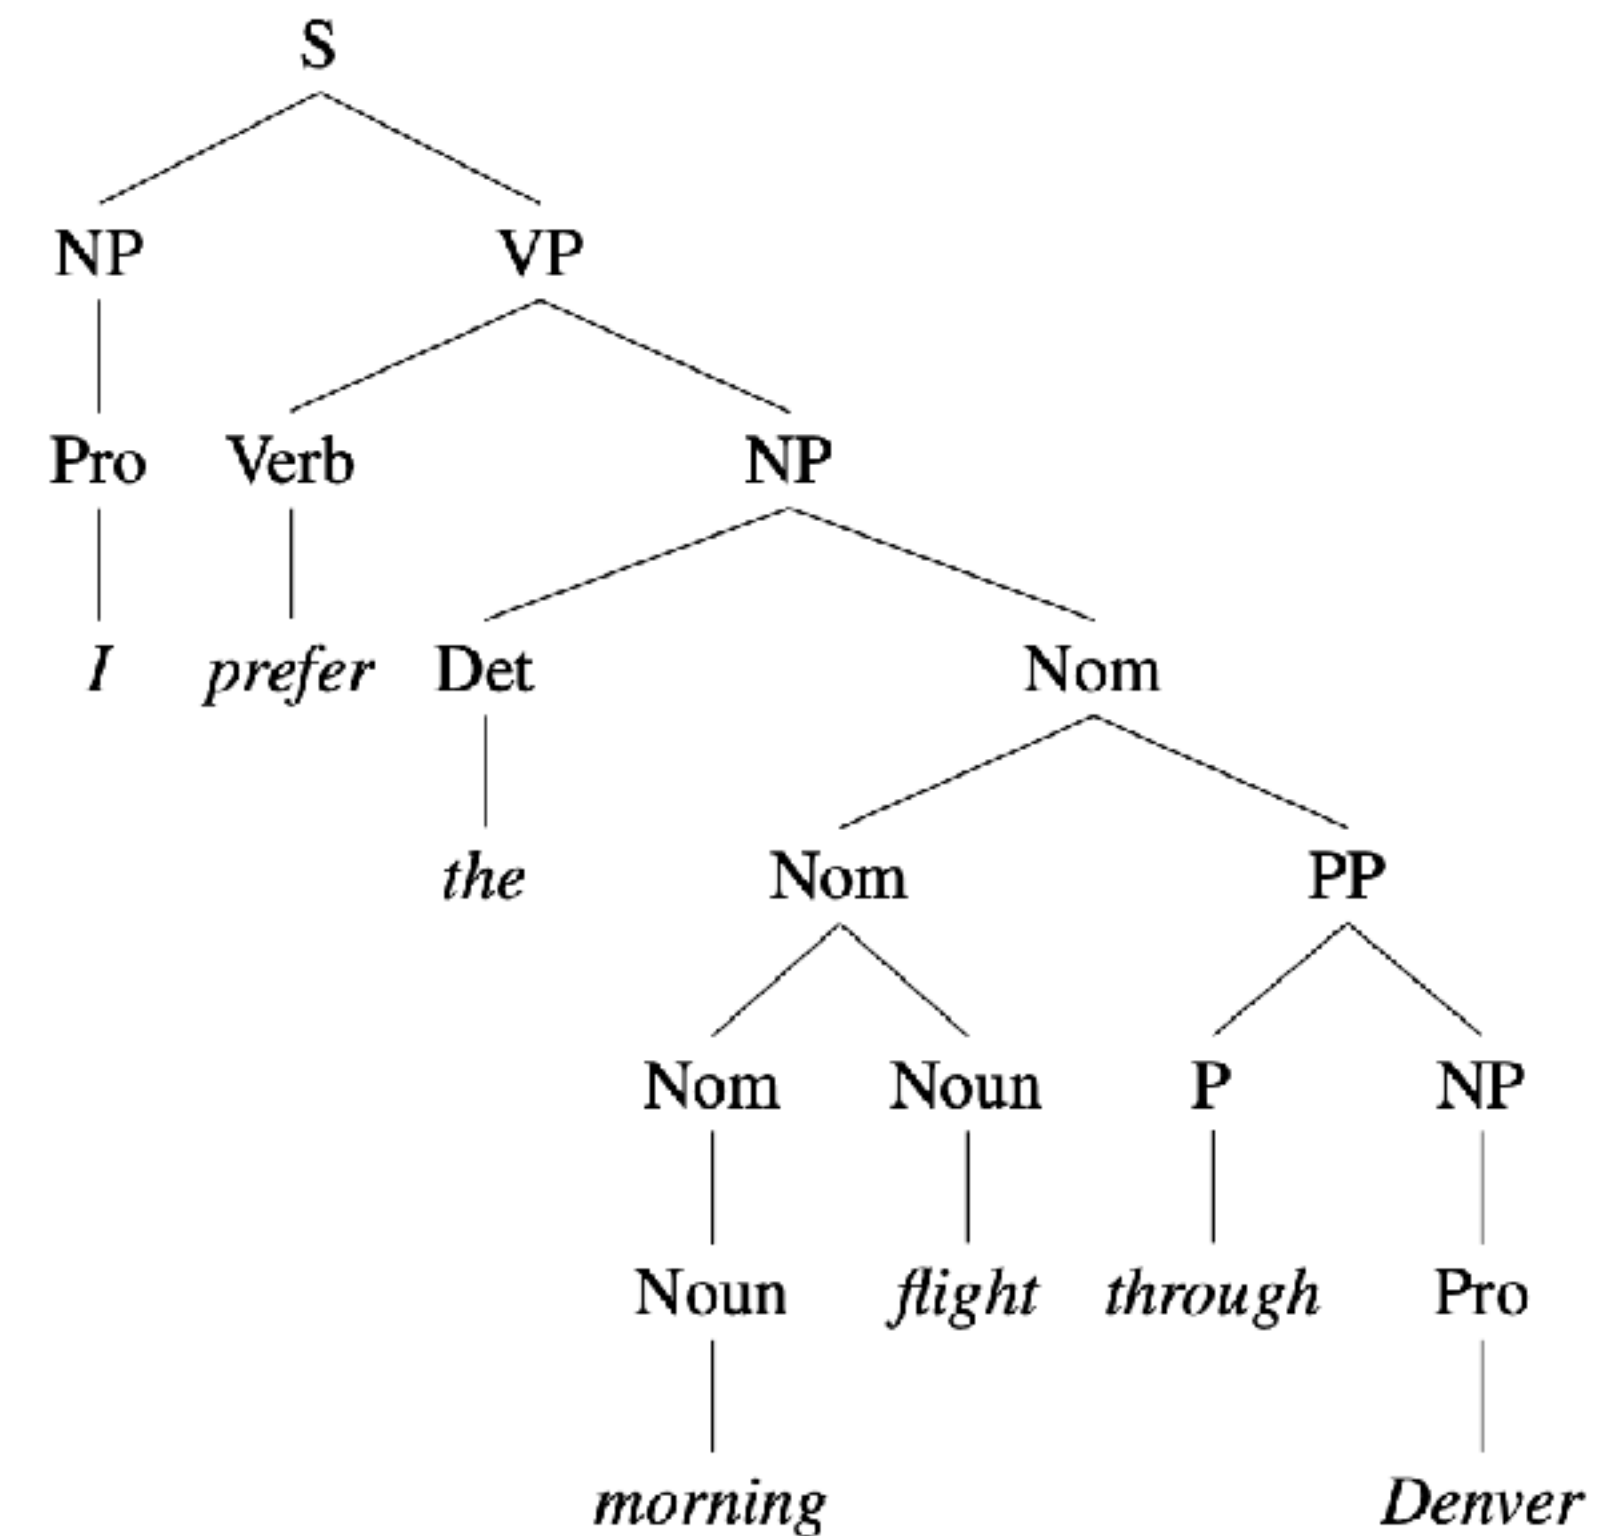 S
NP VP
Pro Verb NP
I prefer Det Nom
the Nom PP
Nom Noun P NP
Noun flight through Pro
morning Denver